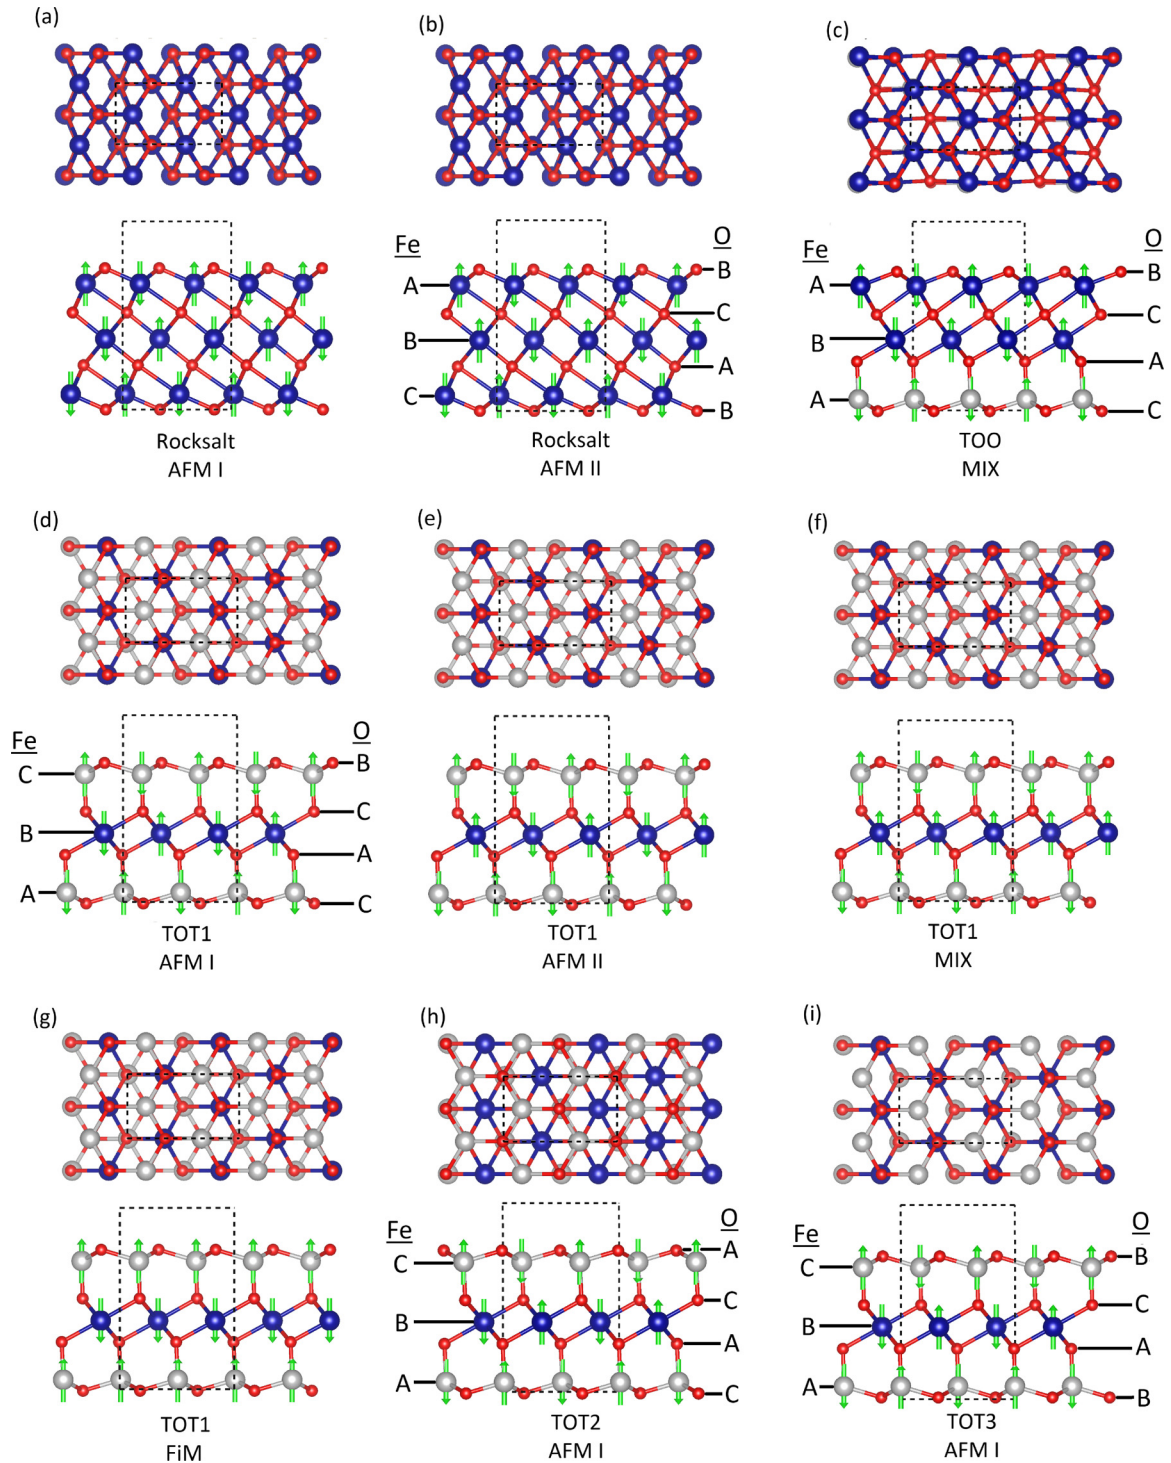 (a)
(b)
(c)
Fe
O
A
B
C
B
A
C
B
Rocksalt
AFM I
Rocksalt
AFM II
Fe
O
A
B
C
B
A
A
C
TOO
MIX
(d)
(e)
(f)
Fe
O
C
B
C
B
A
A
C
TOT1
AFM I
TOT1
AFM II
TOT1
MIX
(g)
(h)
(i)
TOT1
FiM
Fe
O
C
A
C
B
A
A
C
TOT2
AFM I
Fe
O
C
B
C
B
A
A
B
TOT3
AFM I